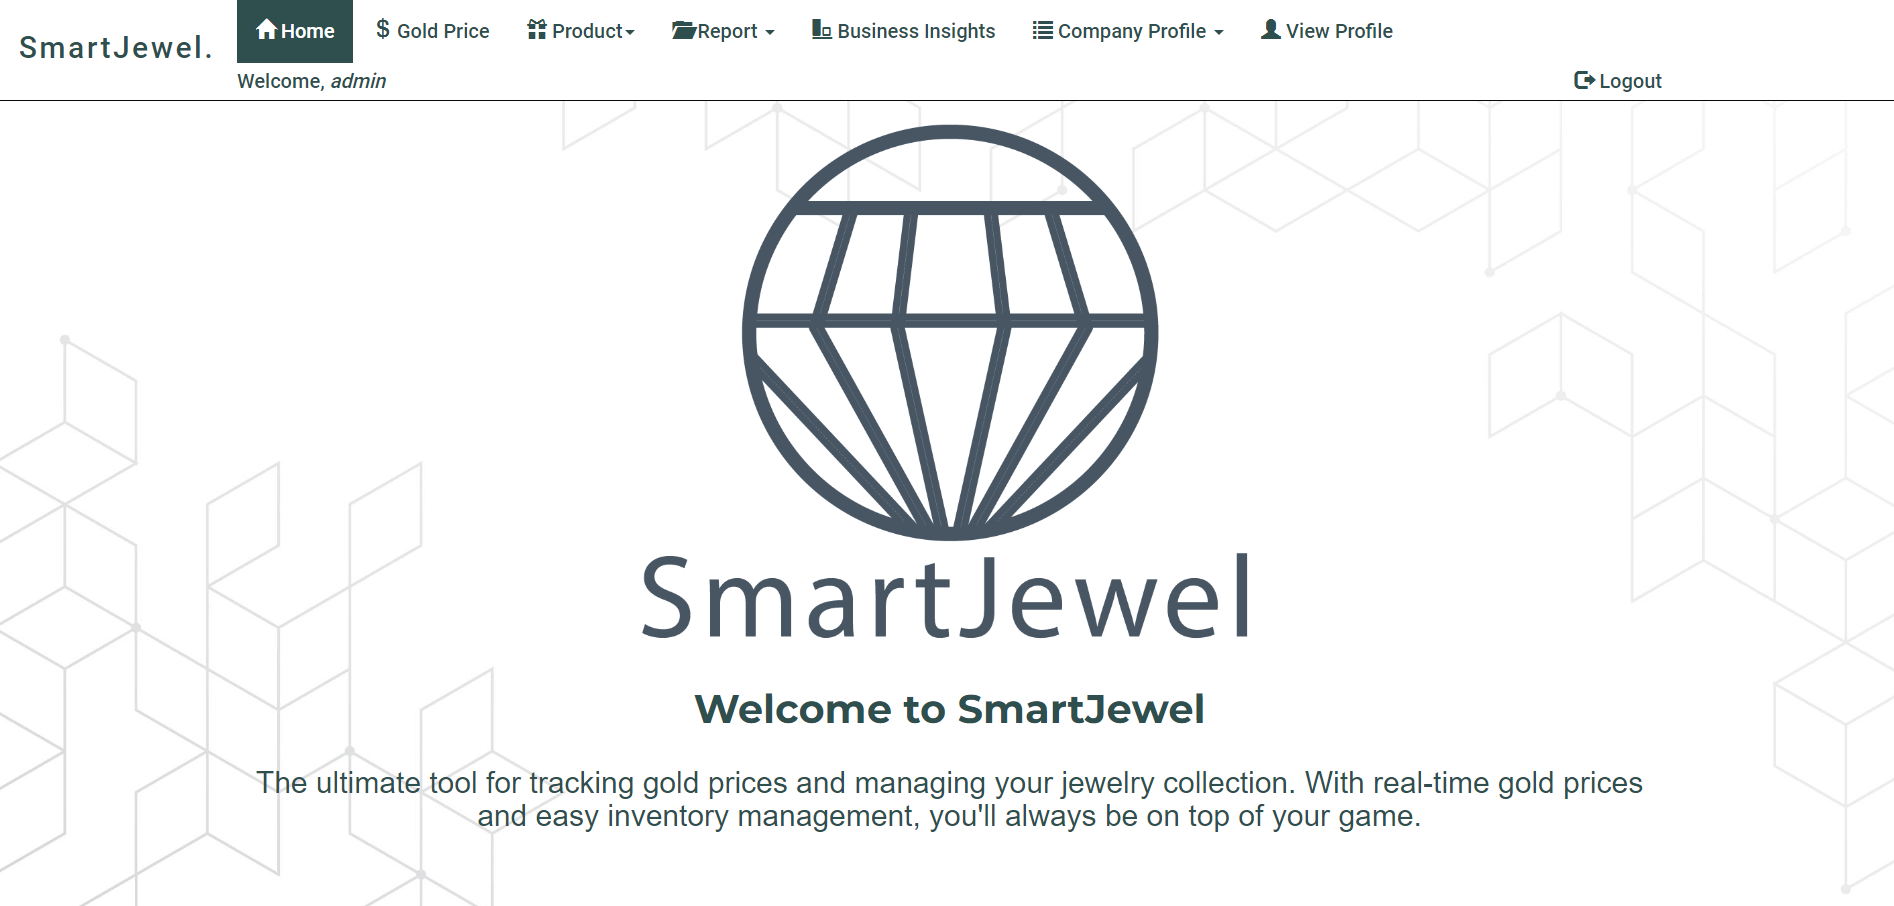 SmartJewel.
Home
$ Gold Price
Product
Report
Business Insights
Company Profile
View Profile
Welcome, admin
Logout
SmartJewel
Welcome to SmartJewel
The ultimate tool for tracking gold prices and managing your jewelry collection. With real-time gold prices
and easy inventory management, you'll always be on top of your game.